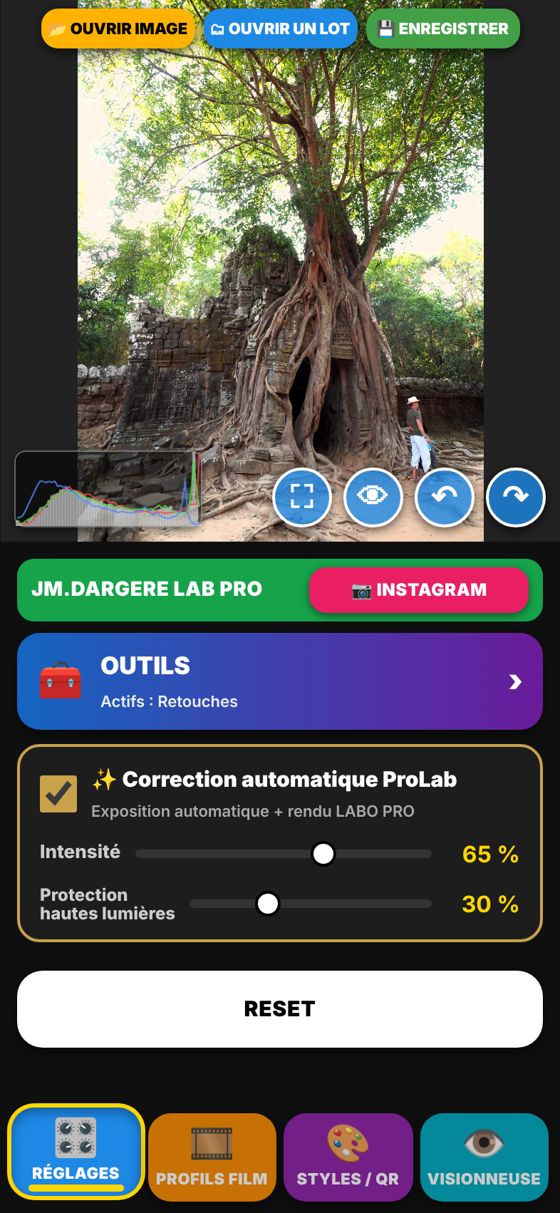 📂 OUVRIR IMAGE
🗂 OUVRIR UN LOT
💾 ENREGISTRER
JM.DARGERE LAB PRO
📷 INSTAGRAM
OUTILS
Actifs : Retouches
✨ Correction automatique ProLab
Exposition automatique + rendu LABO PRO
Intensité
65 %
Protection
hautes lumières
30 %
RESET
RÉGLAGES
PROFILS FILM
STYLES / QR
VISIONNEUSE